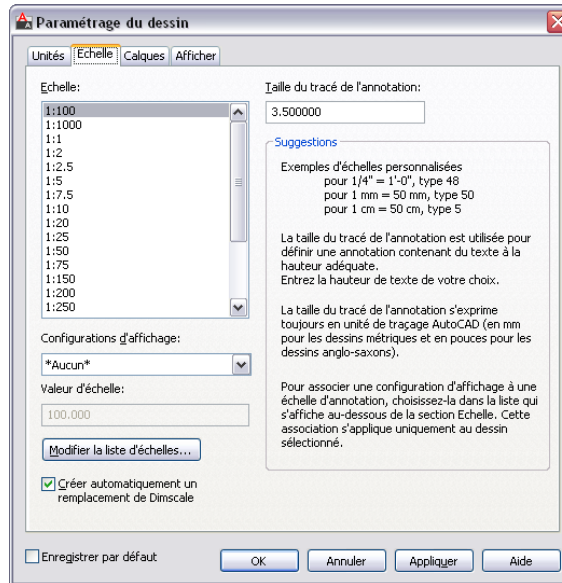 Paramétrage du dessin
Unités
Echelle
Calques
Afficher
Echelle:
1:100
1:1000
1:1
1:2
1:2.5
1:5
1:7.5
1:10
1:20
1:25
1:50
1:75
1:150
1:200
1:250
Configurations d'affichage:
*Aucun*
Valeur d'échelle:
100.000
Modifier la liste d'échelles...
Créer automatiquement un
remplacement de Dimscale
Taille du tracé de l'annotation:
3.500000
Suggestions
Exemples d'échelles personnalisées
pour 1/4" = 1'-0", type 48
pour 1 mm = 50 mm, type 50
pour 1 cm = 50 cm, type 5
La taille du tracé de l'annotation est utilisée pour
définir une annotation contenant du texte à la
hauteur adéquate.
Entrez la hauteur de texte de votre choix.
La taille du tracé de l'annotation s'exprime
toujours en unité de traçage AutoCAD (en mm
pour les dessins métriques et en pouces pour les
dessins anglo-saxons).
Pour associer une configuration d'affichage à une
échelle d'annotation, choisissez-la dans la liste qui
s'affiche au-dessous de la section Echelle. Cette
association s'applique uniquement au dessin
sélectionné.
Enregistrer par défaut
OK
Annuler
Appliquer
Aide